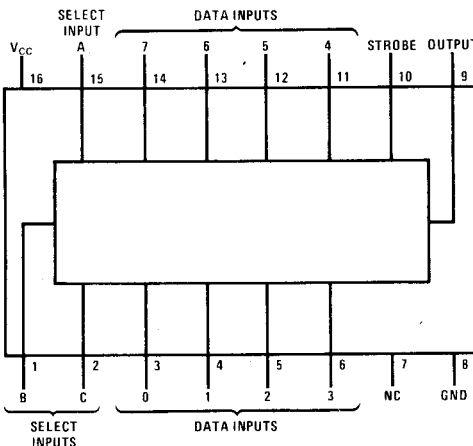 SELECT
INPUT
DATA INPUTS
VCC A 7 6 5 4 STROBE OUTPUT
16 15 14 13 12 11 10 9
1 2 3 4 5 6 7 8
B C 0 1 2 3 NC GND
SELECT
INPUTS
DATA INPUTS